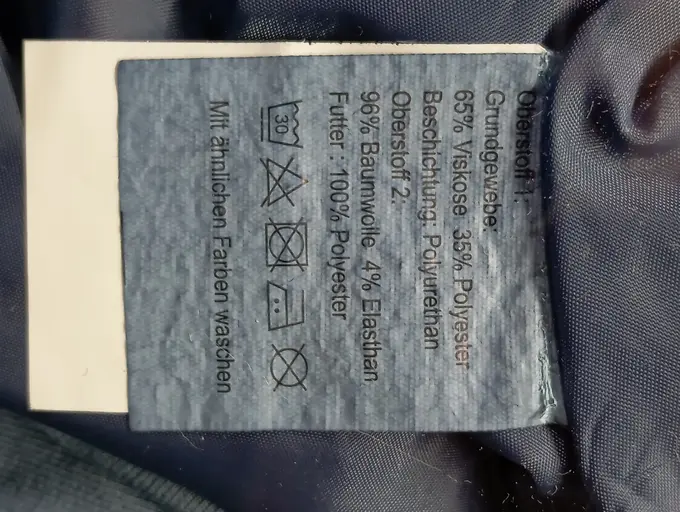 Oberstoff 1:
Grundgewebe:
65% Viskose 35% Polyester
Beschichtung: Polyurethan
Oberstoff 2:
96% Baumwolle 4% Elasthan
Futter : 100% Polyester
30
Mit ähnlichen Farben waschen